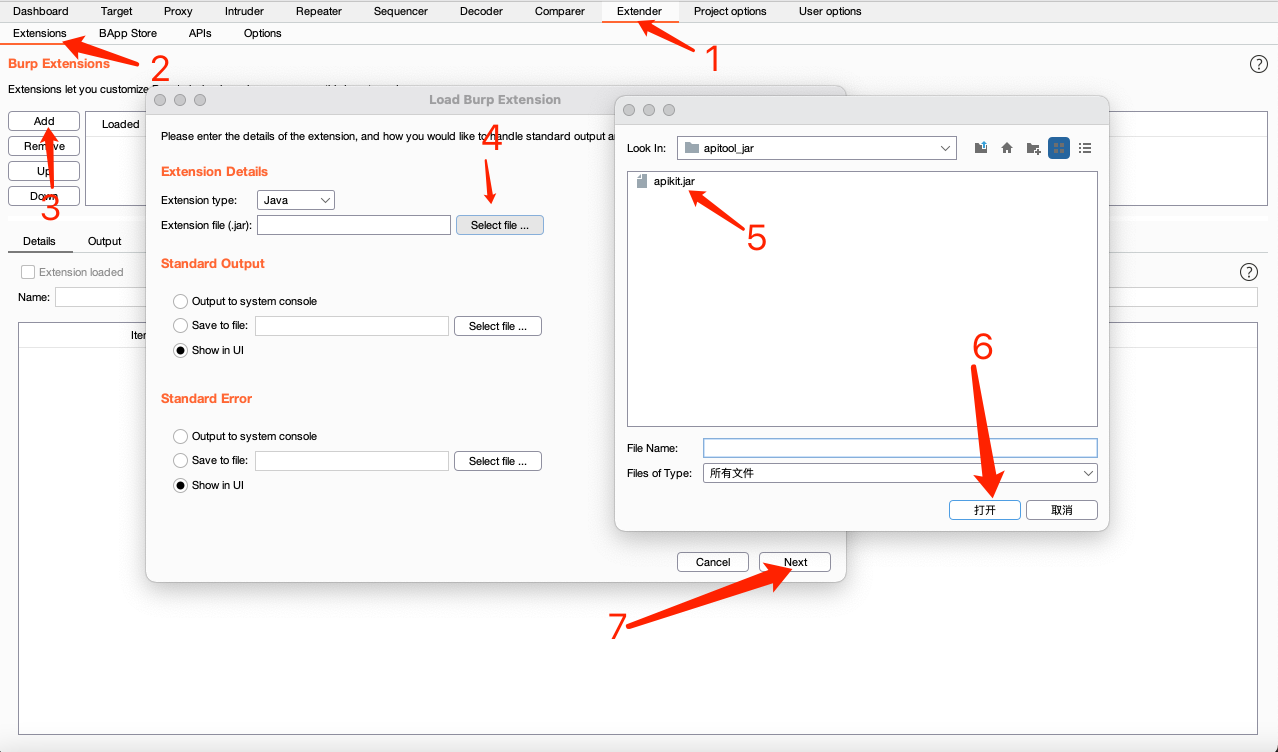 Dashboard Target Proxy Intruder Repeater Sequencer Decoder Comparer Extender Project options User options
Extensions BApp Store APIs Options
1
2
Burp Extensions
Extensions let you customize
Add
Remove
Up
Down
3
Loaded
Load Burp Extension
Please enter the details of the extension, and how you would like to handle standard output
4
Extension Details
Extension type: Java
Extension file (.jar): Select file ...
Standard Output
Output to system console
Save to file: Select file ...
Show in UI
Standard Error
Output to system console
Save to file: Select file ...
Show in UI
Cancel Next
7
Look In: apitool_jar
apikit.jar
5
6
File Name:
Files of Type: 所有文件
打开 取消
Details Output
Extension loaded
Name: